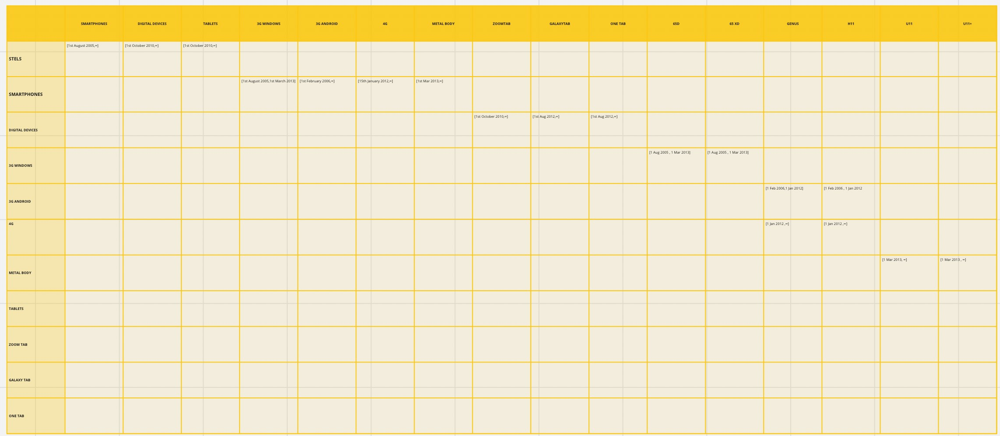 SMARTPHONES DIGITAL DEVICES TABLETS 3G WINDOWS 3G ANDROID 4G METAL BODY ZOOMTAB GALAXYTAB ONE TAB 65D 65 XD GENUS H11 U11 U11+
STELS [1st August 2005,∞] [1st October 2010,∞] [1st October 2010,∞]
SMARTPHONES [1st August 2005,1st March 2013] [1st February 2006,∞] [15th January 2012,∞] [1st Mar 2013,∞]
DIGITAL DEVICES [1st October 2010,∞] [1st Aug 2012,∞] [1st Aug 2012,∞]
3G WINDOWS [1 Aug 2005 , 1 Mar 2013] [1 Aug 2005 , 1 Mar 2013]
3G ANDROID [1 Feb 2006,1 Jan 2012] [1 Feb 2006 , 1 Jan 2012
4G [1 Jan 2012 ,∞] [1 Jan 2012 ,∞]
METAL BODY [1 Mar 2013, ∞] [1 Mar 2013 , ∞]
TABLETS
ZOOM TAB
GALAXY TAB
ONE TAB